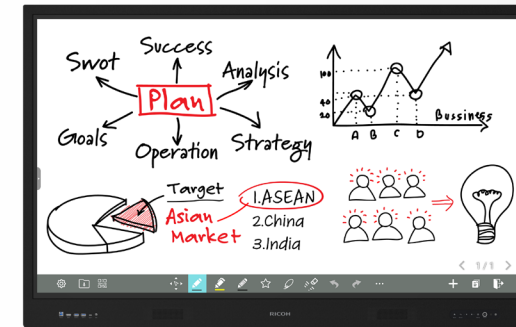 Success
Swot
Analysis
Plan
Goals
Operation
Strategy
100
40
20
A B C D
Bussiness
Target
Asian
Market
1.ASEAN
2.China
3.India
1/1
RICOH